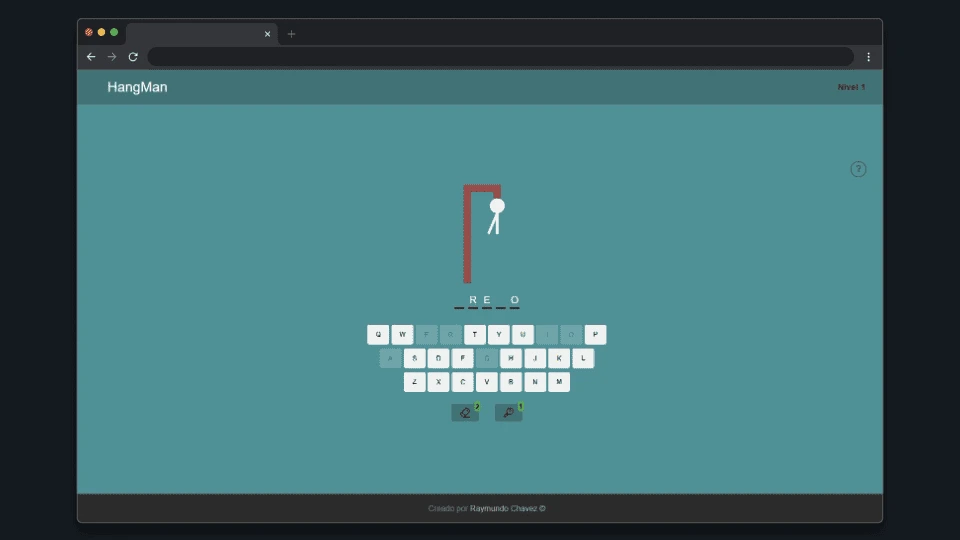 HangMan
Nivel 1
?
R E O
Q W E R T Y U I O P
A S D F G H J K L
Z X C V B N M
2 1
Creado por Raymundo Chavez ©